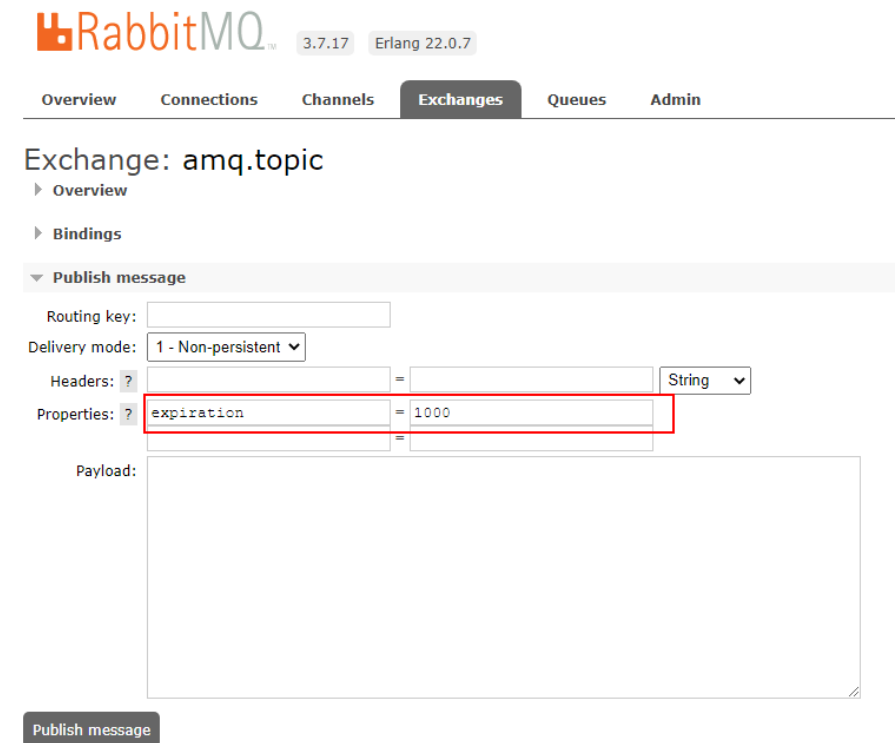 RabbitMQ™ 3.7.17 Erlang 22.0.7
Overview Connections Channels Exchanges Queues Admin
Exchange: amq.topic
Overview
Bindings
Publish message
Routing key:
Delivery mode: 1 - Non-persistent
Headers: ? = String
Properties: ? expiration = 1000
=
Payload:
Publish message